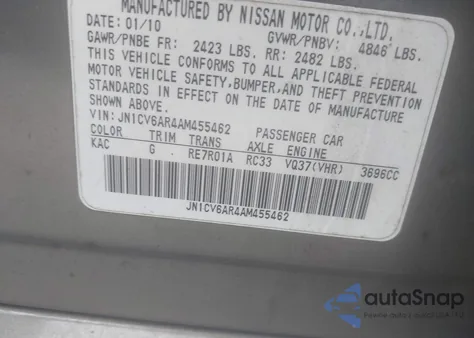 MANUFACTURED BY NISSAN MOTOR CO., LTD.
DATE: 01/10 GVWR/PNBV: 4846 LBS.
GAWR/PNBE FR: 2423 LBS. RR: 2482 LBS.
THIS VEHICLE CONFORMS TO ALL APPLICABLE FEDERAL
MOTOR VEHICLE SAFETY, BUMPER, AND THEFT PREVENTION
STANDARDS IN EFFECT ON THE DATE OF MANUFACTURE
SHOWN ABOVE.
VIN: JN1CV6AR4AM455462 PASSENGER CAR
COLOR TRIM TRANS AXLE ENGINE
KAC G RE7R01A RC33 VQ37(VHR) 3696CC
JN1CV6AR4AM455462
autoSnap